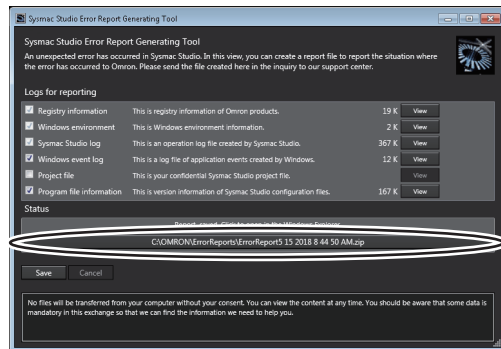 Sysmac Studio Error Report Generating Tool
Sysmac Studio Error Report Generating Tool
An unexpected error has occurred in Sysmac Studio. In this view, you can create a report file to report the situation where
the error has occurred to Omron. Please send the file created here in the inquiry to our support center.
Logs for reporting
Registry information This is registry information of Omron products. 19 K View
Windows environment This is Windows environment information. 2 K View
Sysmac Studio log This is an operation log file created by Sysmac Studio. 367 K View
Windows event log This is a log file of application events created by Windows. 12 K View
Project file This is your confidential Sysmac Studio project file. View
Program file information This is version information of Sysmac Studio configuration files. 167 K View
Status
Report saved. Click to open in the Windows Explorer.
C:\OMRON\ErrorReports\ErrorReport5 15 2018 8 44 50 AM.zip
Save Cancel
No files will be transferred from your computer without your consent. You can view the content at any time. You should be aware that some data is
mandatory in this exchange so that we can find the information we need to help you.